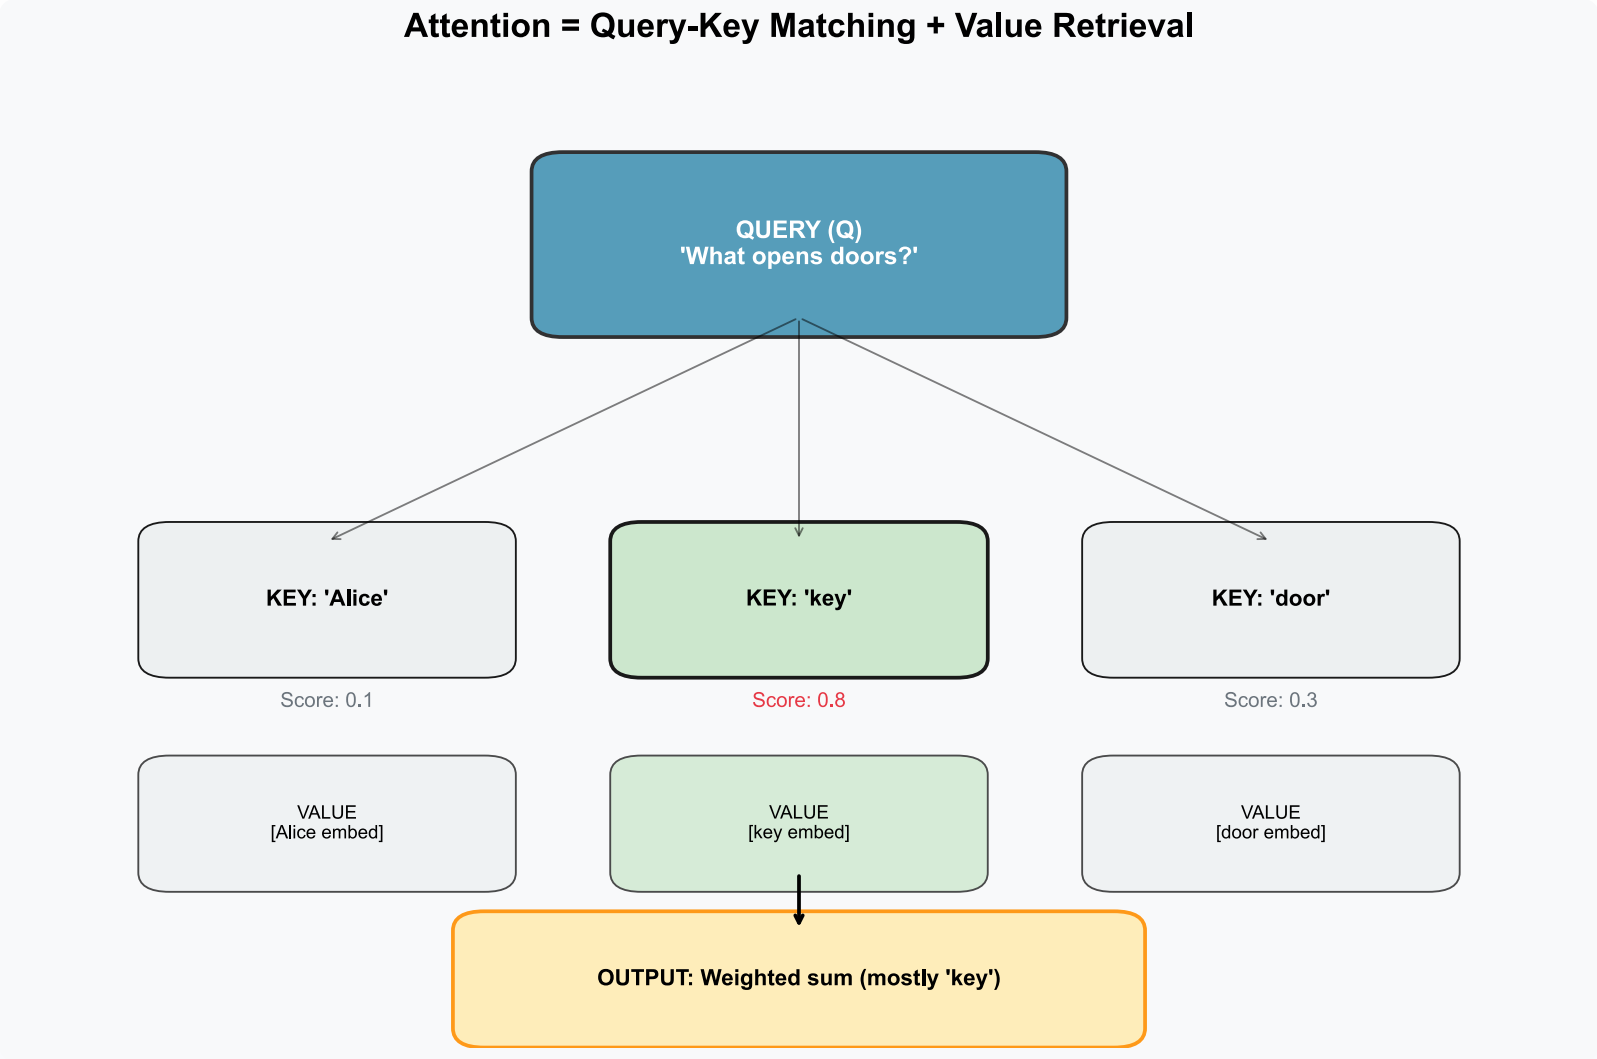 Attention = Query-Key Matching + Value Retrieval
QUERY (Q)
'What opens doors?'
KEY: 'Alice'
KEY: 'key'
KEY: 'door'
Score: 0.1
Score: 0.8
Score: 0.3
VALUE
[Alice embed]
VALUE
[key embed]
VALUE
[door embed]
OUTPUT: Weighted sum (mostly 'key')